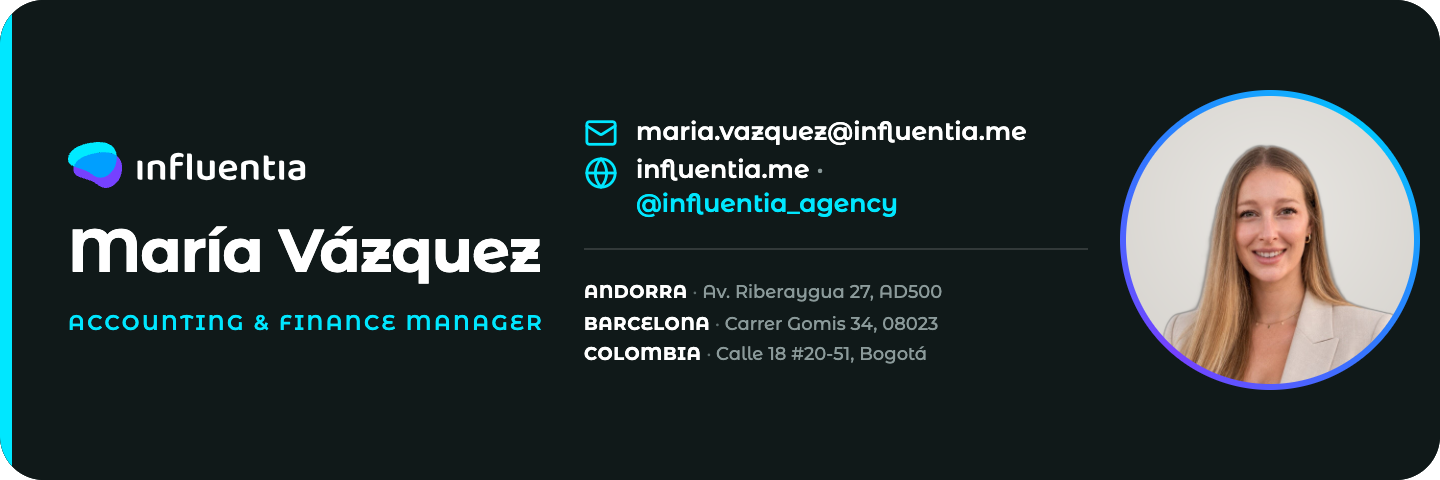 influentia
María Vázquez
ACCOUNTING & FINANCE MANAGER
maria.vazquez@influentia.me
influentia.me ·
@influentia_agency
ANDORRA · Av. Riberaygua 27, AD500
BARCELONA · Carrer Gomis 34, 08023
COLOMBIA · Calle 18 #20-51, Bogotá